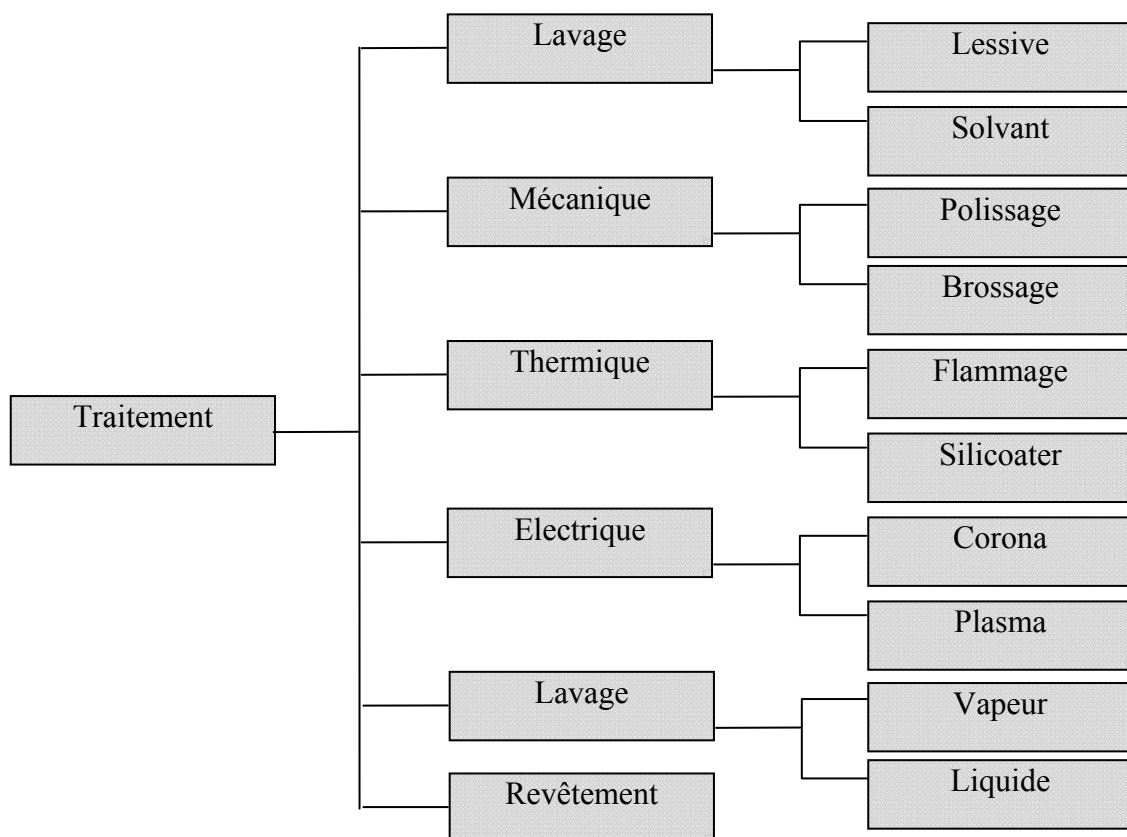 Traitement
Lavage
Lessive
Solvant
Mécanique
Polissage
Brossage
Thermique
Flammage
Silicoater
Electrique
Corona
Plasma
Lavage
Vapeur
Liquide
Revêtement